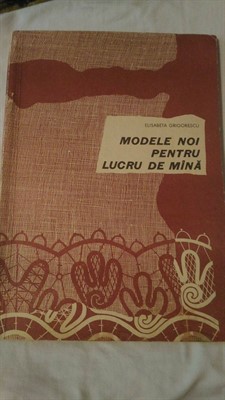 ELISABETA GRIGORESCU
MODELE NOI
PENTRU
LUCRU DE MÎNĂ